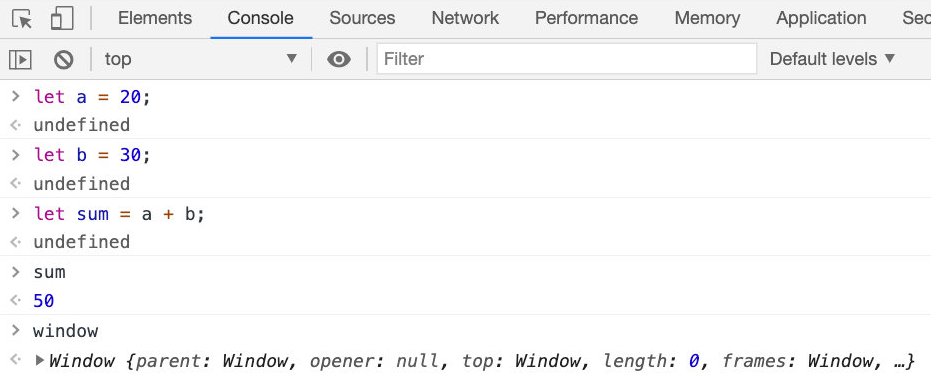 Elements Console Sources Network Performance Memory Application Sec
top Filter Default levels
let a = 20;
undefined
let b = 30;
undefined
let sum = a + b;
undefined
sum
50
window
Window {parent: Window, opener: null, top: Window, length: 0, frames: Window, …}